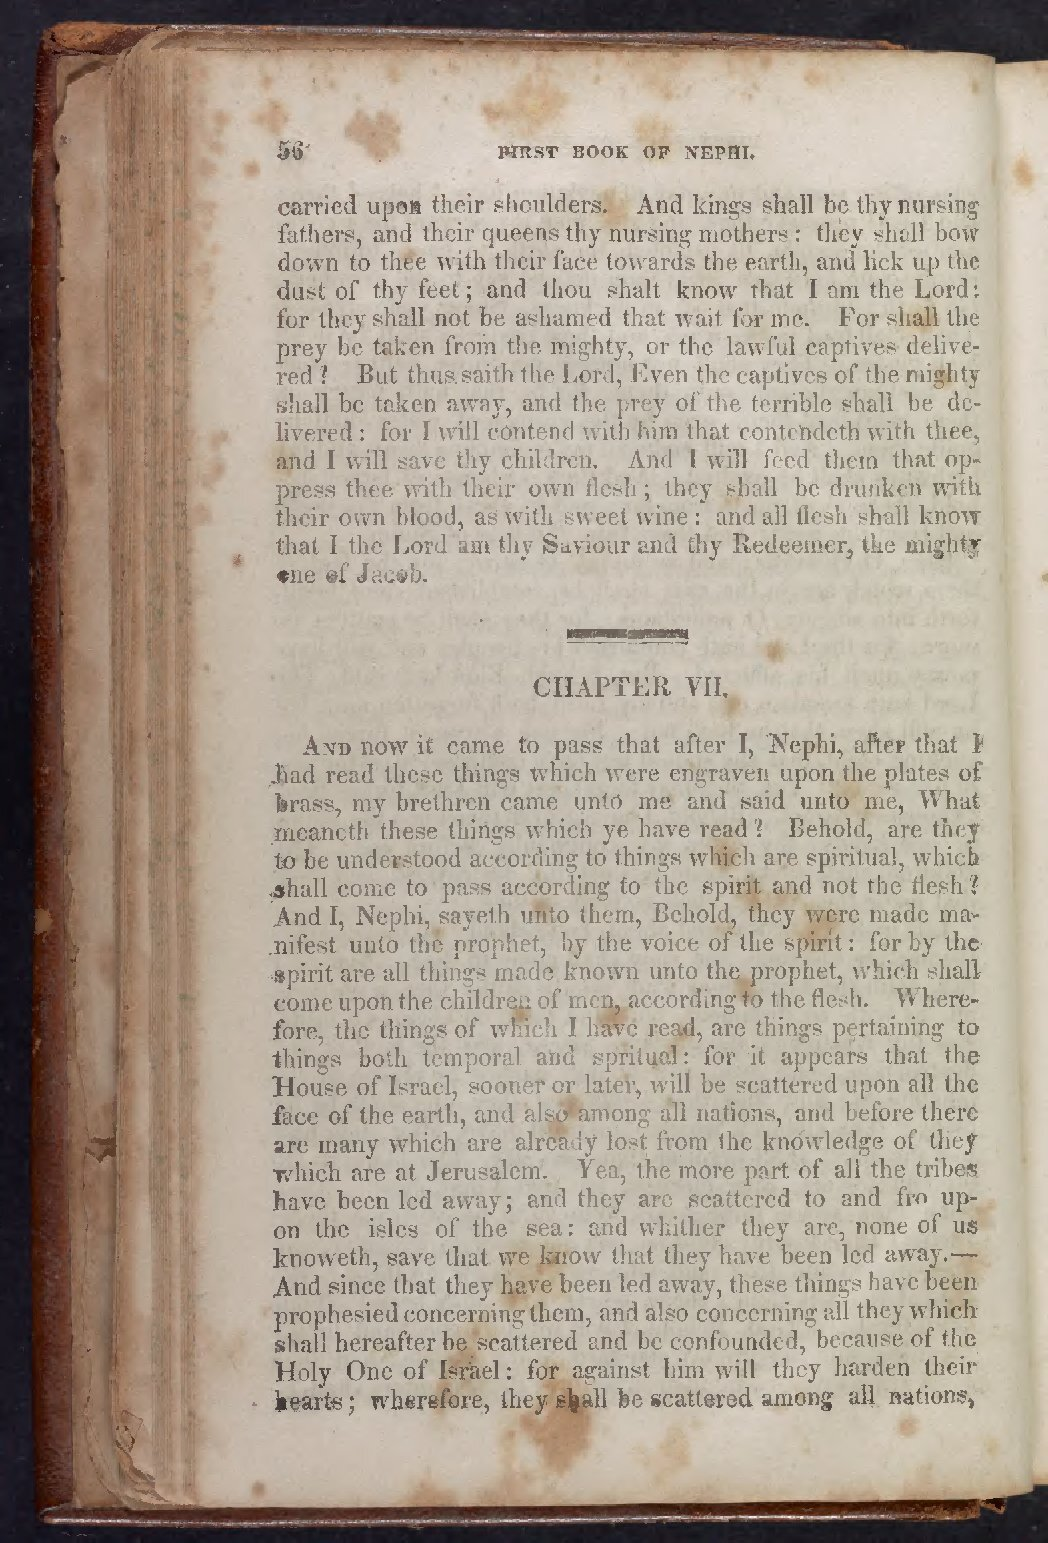 56 FIRST BOOK OF NEPHI.
carried upon their shoulders. And kings shall be thy nursing
fathers, and their queens thy nursing mothers: they shall bow
down to thee with their face towards the earth, and lick up the
dust of thy feet; and thou shalt know that I am the Lord:
for they shall not be ashamed that wait for me. For shall the
prey be taken from the mighty, or the lawful captives delive-
red? But thus saith the Lord, Even the captives of the mighty
shall be taken away, and the prey of the terrible shall be de-
livered: for I will contend with him that contendeth with thee,
and I will save thy children. And I will feed them that op-
press thee with their own flesh; they shall be drunken with
their own blood, as with sweet wine: and all flesh shall know
that I the Lord am thy Saviour and thy Redeemer, the mighty
one of Jacob.
CHAPTER VII.
AND now it came to pass that after I, Nephi, after that I
had read these things which were engraven upon the plates of
brass, my brethren came unto me and said unto me, What
meaneth these things which ye have read? Behold, are they
to be understood according to things which are spiritual, which
shall come to pass according to the spirit and not the flesh?
And I, Nephi, sayeth unto them, Behold, they were made ma-
nifest unto the prophet, by the voice of the spirit: for by the
spirit are all things made known unto the prophet, which shall
come upon the children of men, according to the flesh. Where-
fore, the things of which I have read, are things pertaining to
things both temporal and spritual: for it appears that the
House of Israel, sooner or later, will be scattered upon all the
face of the earth, and also among all nations, and before there
are many which are already lost from the knowledge of they
which are at Jerusalem. Yea, the more part of all the tribes
have been led away; and they are scattered to and fro up-
on the isles of the sea: and whither they are, none of us
knoweth, save that we know that they have been led away.—
And since that they have been led away, these things have been
prophesied concerning them, and also concerning all they which
shall hereafter be scattered and be confounded, because of the
Holy One of Israel: for against him will they harden their
hearts; wherefore, they shall be scattered among all nations,